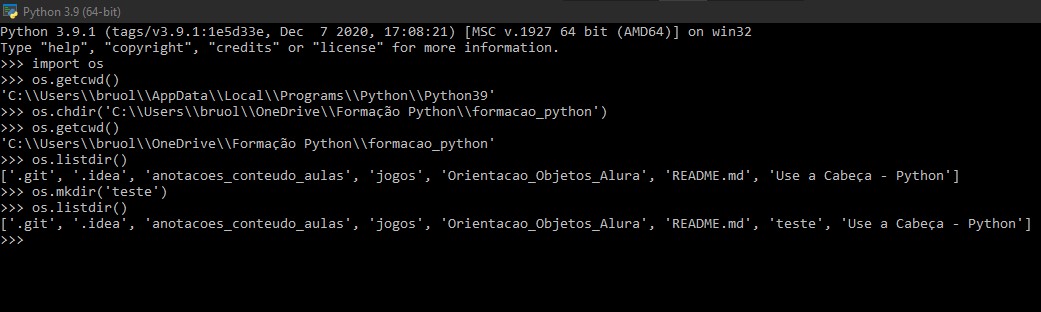 Python 3.9 (64-bit)
Python 3.9.1 (tags/v3.9.1:1e5d33e, Dec  7 2020, 17:08:21) [MSC v.1927 64 bit (AMD64)] on win32
Type "help", "copyright", "credits" or "license" for more information.
>>> import os
>>> os.getcwd()
'C:\\Users\\bruol\\AppData\\Local\\Programs\\Python\\Python39'
>>> os.chdir('C:\\Users\\bruol\\OneDrive\\Formação Python\\formacao_python')
>>> os.getcwd()
'C:\\Users\\bruol\\OneDrive\\Formação Python\\formacao_python'
>>> os.listdir()
['.git', '.idea', 'anotacoes_conteudo_aulas', 'jogos', 'Orientacao_Objetos_Alura', 'README.md', 'Use a Cabeça - Python']
>>> os.mkdir('teste')
>>> os.listdir()
['.git', '.idea', 'anotacoes_conteudo_aulas', 'jogos', 'Orientacao_Objetos_Alura', 'README.md', 'teste', 'Use a Cabeça - Python']
>>>